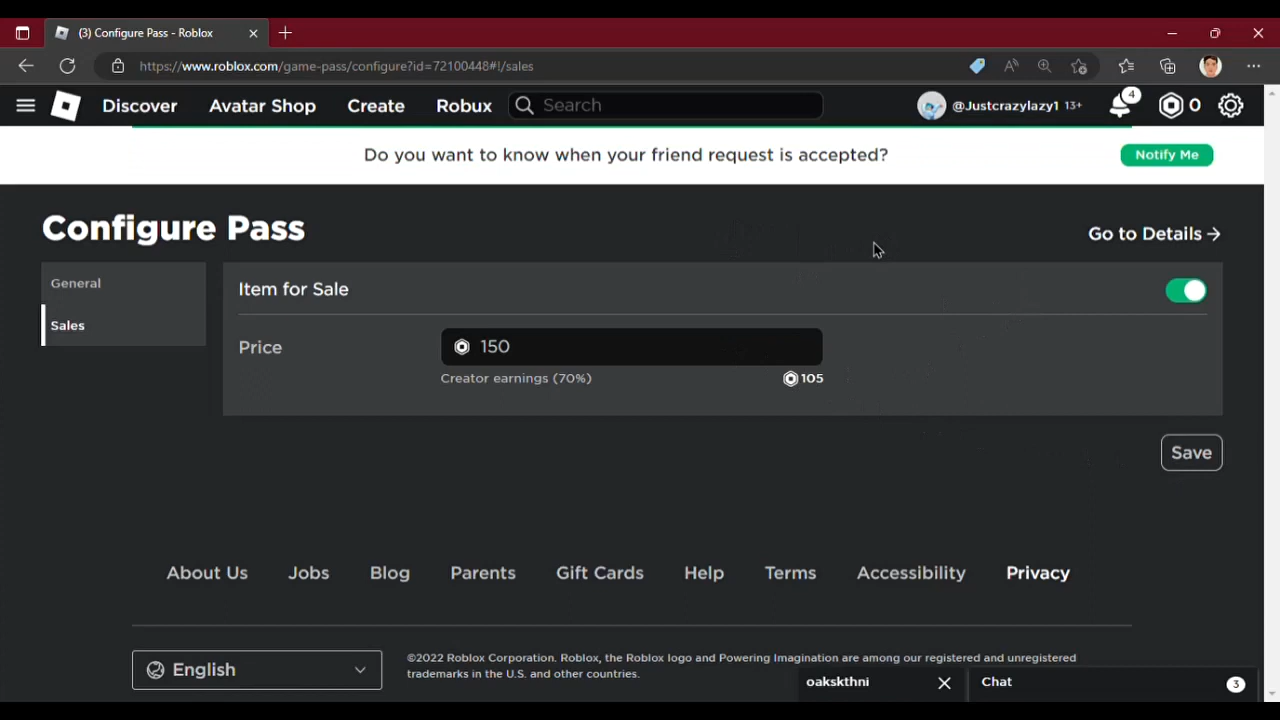 (3) Configure Pass - Roblox
https://www.roblox.com/game-pass/configure?id=72100448#!/sales
Discover Avatar Shop Create Robux Search @Justcrazylazy1 13+ 4 0
Do you want to know when your friend request is accepted? Notify Me
Configure Pass
Go to Details
General
Item for Sale
Sales
Price 150
Creator earnings (70%) 105
Save
About Us Jobs Blog Parents Gift Cards Help Terms Accessibility Privacy
English
©2022 Roblox Corporation. Roblox, the Roblox logo and Powering Imagination are among our registered and unregistered
trademarks in the U.S. and other countries.
oakskthni Chat 3